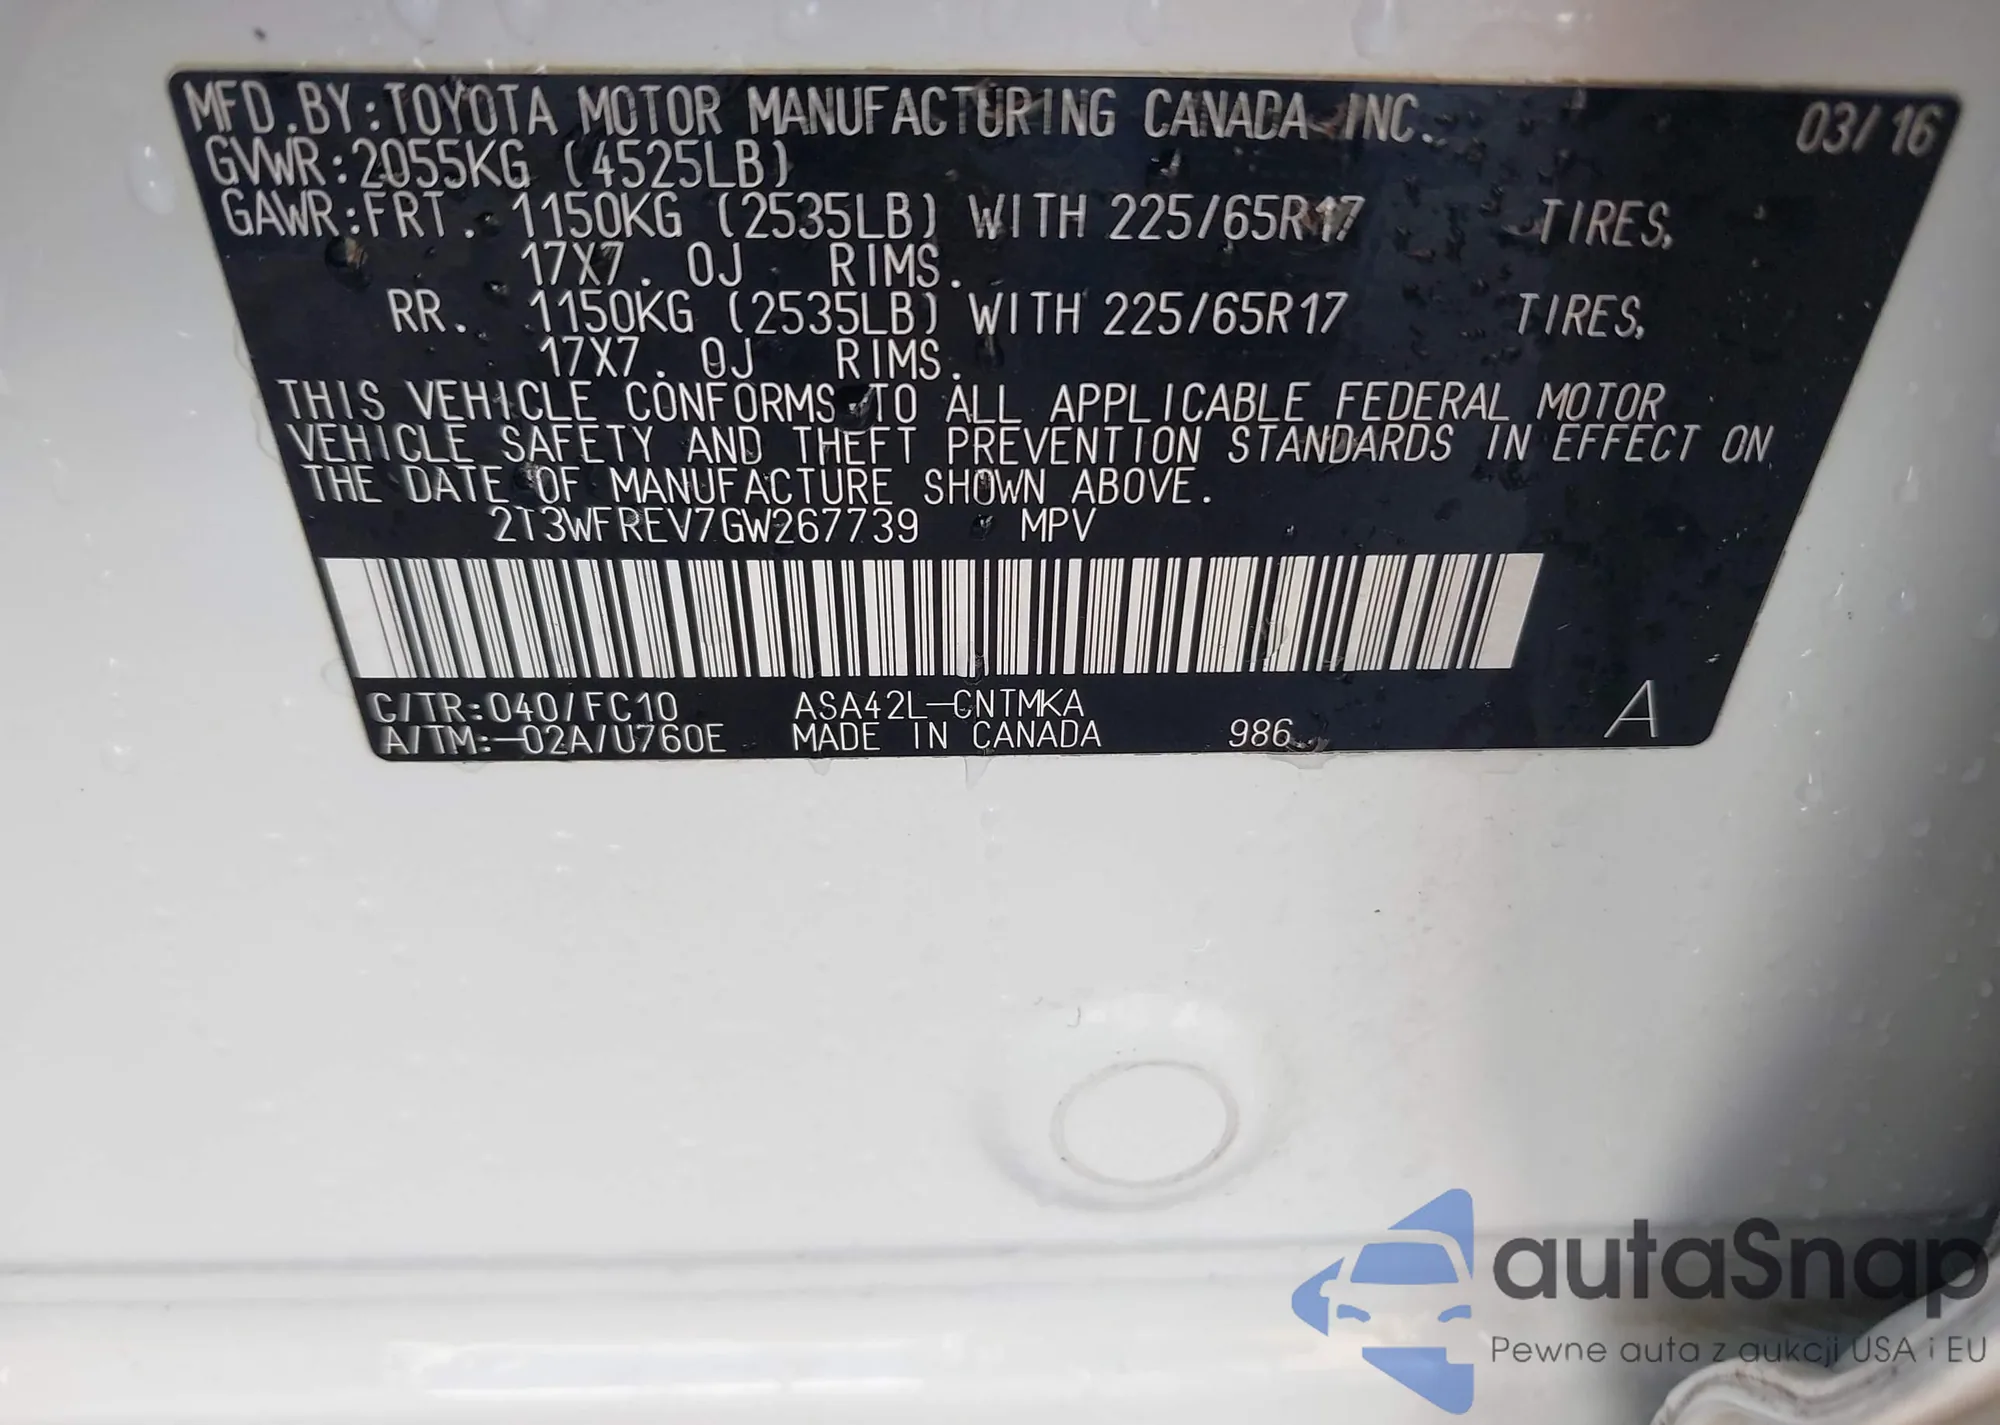 MFD.BY:TOYOTA MOTOR MANUFACTURING CANADA INC. 03/16
GVWR:2055KG (4525LB)
GAWR:FRT. 1150KG (2535LB) WITH 225/65R17 TIRES,
17X7.0J RIMS.
RR. 1150KG (2535LB) WITH 225/65R17 TIRES,
17X7.0J RIMS.
THIS VEHICLE CONFORMS TO ALL APPLICABLE FEDERAL MOTOR
VEHICLE SAFETY AND THEFT PREVENTION STANDARDS IN EFFECT ON
THE DATE OF MANUFACTURE SHOWN ABOVE.
2T3WFREV7GW267739 MPV
C/TR:040/FC10 ASA42L-CNTMKA
A/TM:-02A/U760E MADE IN CANADA 986 A
autaSnap
Pewne auta z aukcji USA i EU